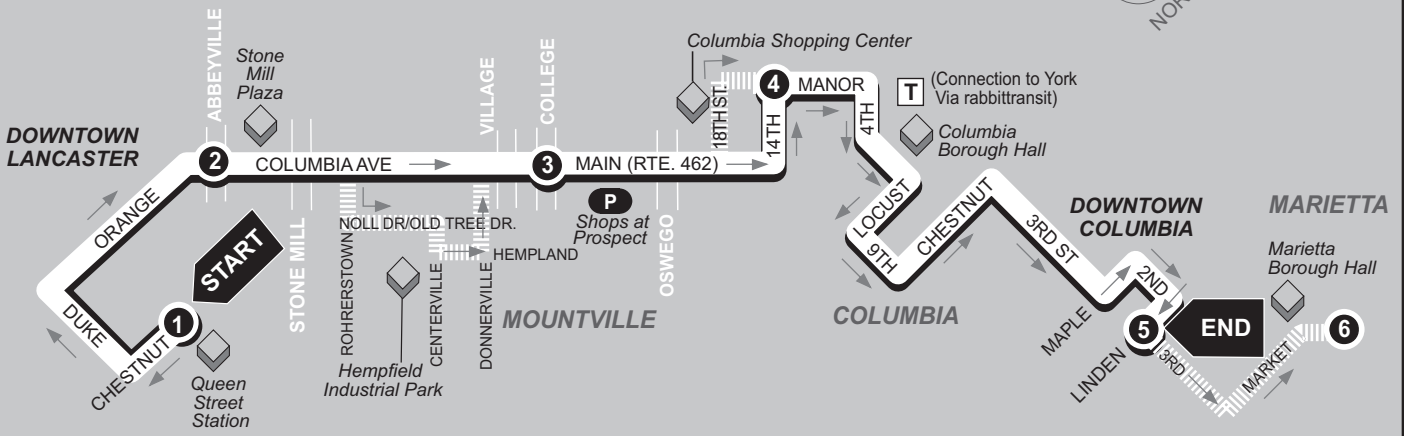 NOR
Columbia Shopping Center
ABBEYVILLE
Stone
Mill
Plaza
VILLAGE
COLLEGE
18TH ST.
4
MANOR
14TH
4TH
T
(Connection to York
Via rabbittransit)
Columbia
Borough Hall
DOWNTOWN
LANCASTER
2
COLUMBIA AVE
3
MAIN (RTE. 462)
P
Shops at
Prospect
ORANGE
START
STONE MILL
NOLL DR/OLD TREE DR.
HEMPLAND
ROHRERSTOWN
CENTERVILLE
DONNERVILLE
OSWEGO
LOCUST
9TH
CHESTNUT
3RD ST
DOWNTOWN
COLUMBIA
MARIETTA
Marietta
Borough Hall
2ND
DUKE
1
CHESTNUT
Queen
Street
Station
Hempfield
Industrial Park
MOUNTVILLE
COLUMBIA
MAPLE
LINDEN
5
END
3RD
MARKET
6